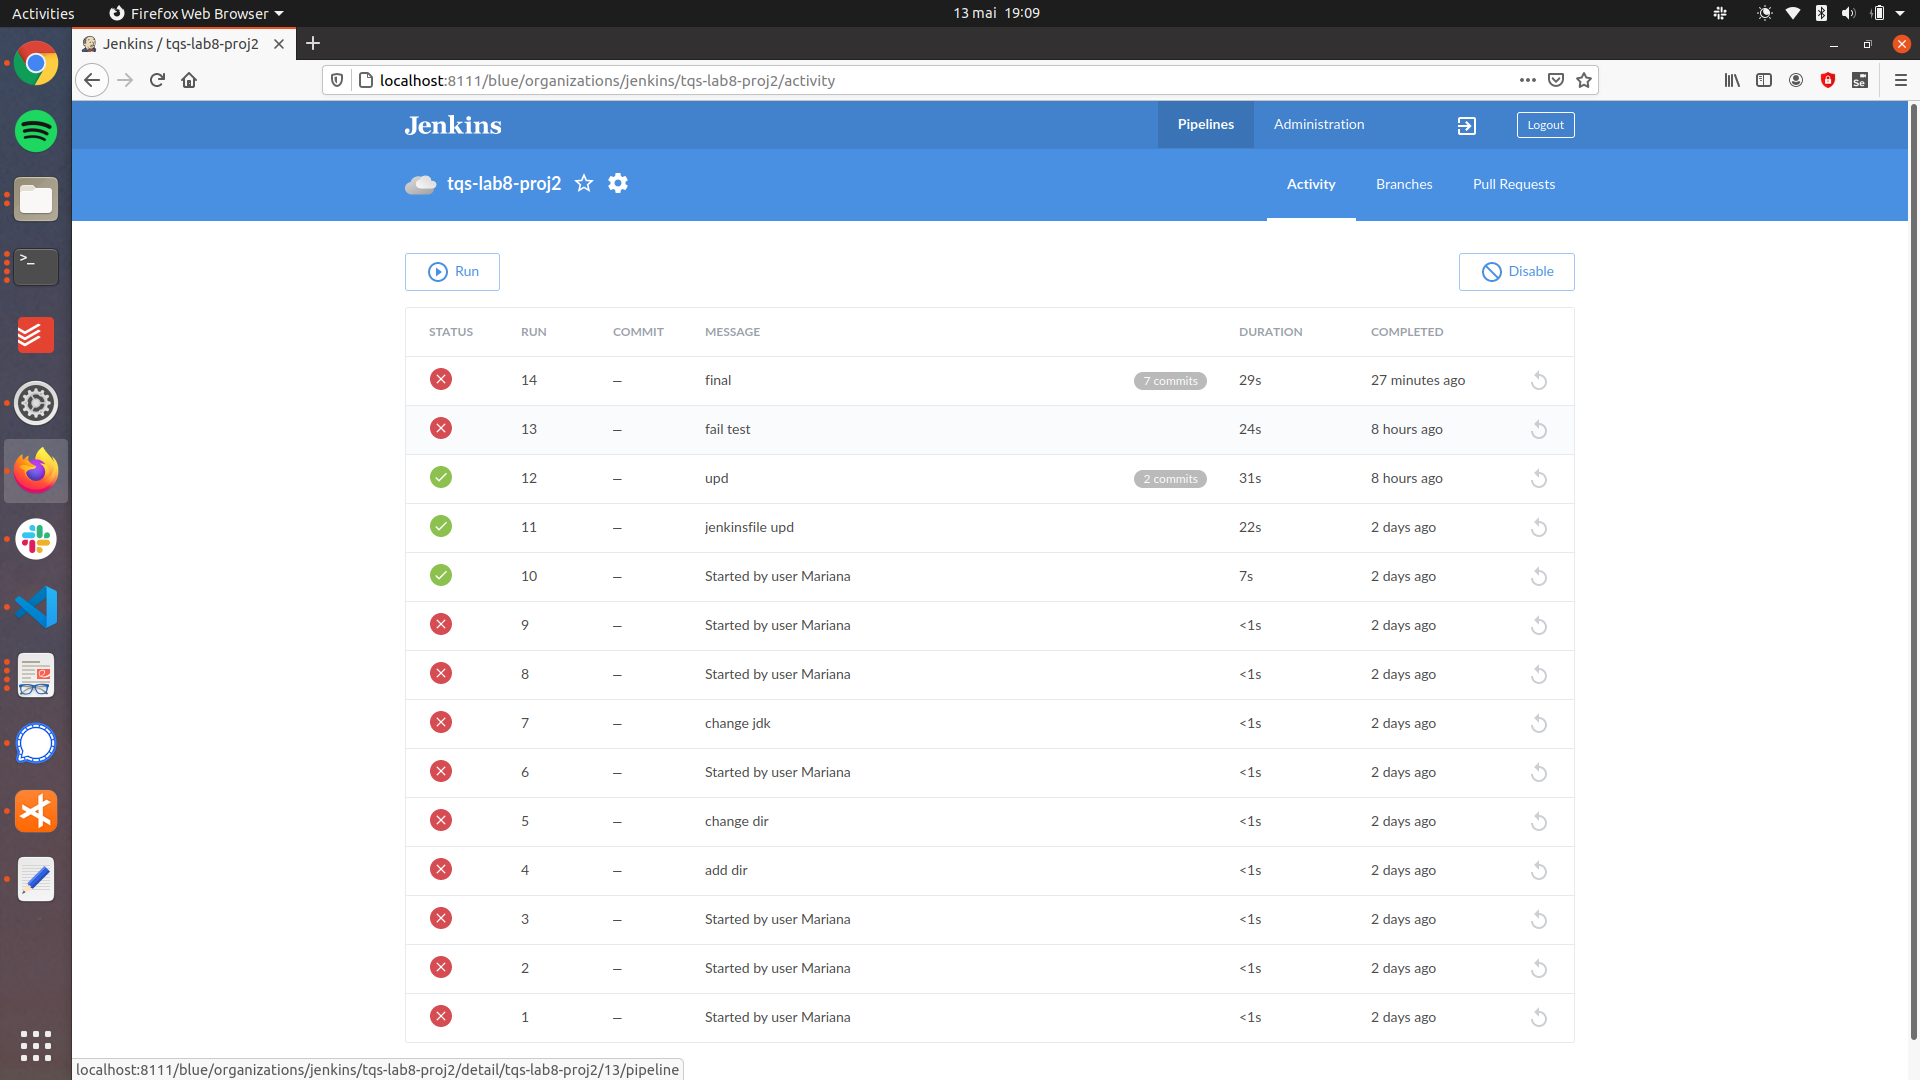 Activities Firefox Web Browser 13 mai 19:09
Jenkins / tqs-lab8-proj2
localhost:8111/blue/organizations/jenkins/tqs-lab8-proj2/activity
Jenkins Pipelines Administration Logout
tqs-lab8-proj2 Activity Branches Pull Requests
Run Disable
STATUS RUN COMMIT MESSAGE DURATION COMPLETED
14 – final 7 commits 29s 27 minutes ago
13 – fail test 24s 8 hours ago
12 – upd 2 commits 31s 8 hours ago
11 – jenkinsfile upd 22s 2 days ago
10 – Started by user Mariana 7s 2 days ago
9 – Started by user Mariana <1s 2 days ago
8 – Started by user Mariana <1s 2 days ago
7 – change jdk <1s 2 days ago
6 – Started by user Mariana <1s 2 days ago
5 – change dir <1s 2 days ago
4 – add dir <1s 2 days ago
3 – Started by user Mariana <1s 2 days ago
2 – Started by user Mariana <1s 2 days ago
1 – Started by user Mariana <1s 2 days ago
localhost:8111/blue/organizations/jenkins/tqs-lab8-proj2/detail/tqs-lab8-proj2/13/pipeline